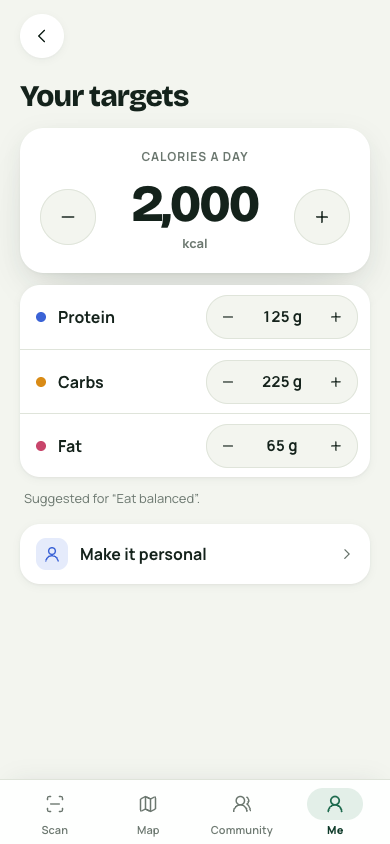 Your targets
CALORIES A DAY
2,000
kcal
Protein
125 g
Carbs
225 g
Fat
65 g
Suggested for “Eat balanced”.
Make it personal
Scan
Map
Community
Me